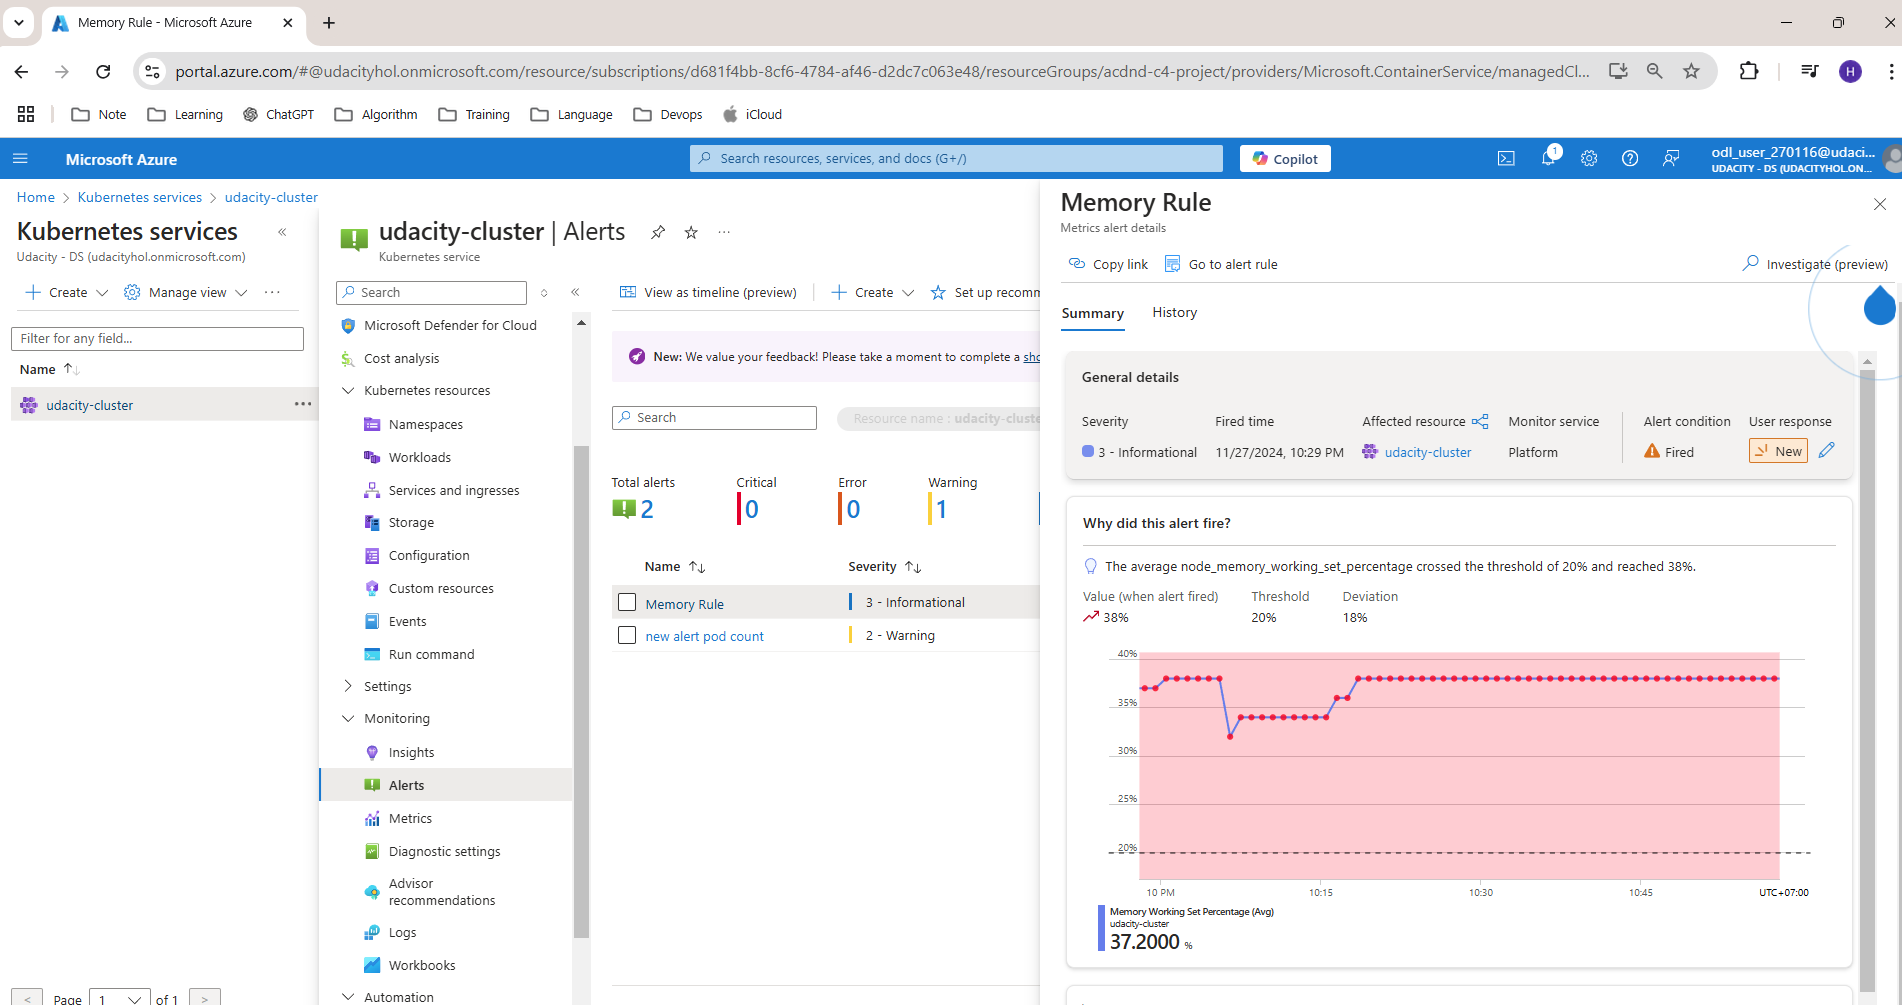 Memory Rule - Microsoft Azure
portal.azure.com/#@udacityhol.onmicrosoft.com/resource/subscriptions/d681f4bb-8cf6-4784-af46-d2dc7c063e48/resourceGroups/acdnd-c4-project/providers/Microsoft.ContainerService/managedCl...
H
Note
Learning
ChatGPT
Algorithm
Training
Language
Devops
iCloud
Microsoft Azure
Search resources, services, and docs (G+/)
Copilot
1
odl_user_270116@udaci...
UDACITY - DS (UDACITYHOL.ON...
Home > Kubernetes services > udacity-cluster
Kubernetes services
Udacity - DS (udacityhol.onmicrosoft.com)
Create
Manage view
Filter for any field...
Name
udacity-cluster
Page 1 of 1
udacity-cluster | Alerts
Kubernetes service
Search
Microsoft Defender for Cloud
Cost analysis
Kubernetes resources
Namespaces
Workloads
Services and ingresses
Storage
Configuration
Custom resources
Events
Run command
Settings
Monitoring
Insights
Alerts
Metrics
Diagnostic settings
Advisor
recommendations
Logs
Workbooks
Automation
View as timeline (preview)
Create
Set up recomm
New: We value your feedback! Please take a moment to complete a sho
Search
Resource name : udacity-cluste
Total alerts
2
Critical
0
Error
0
Warning
1
Name
Severity
Memory Rule
3 - Informational
new alert pod count
2 - Warning
Memory Rule
Metrics alert details
Copy link
Go to alert rule
Investigate (preview)
Summary
History
General details
Severity
3 - Informational
Fired time
11/27/2024, 10:29 PM
Affected resource
udacity-cluster
Monitor service
Platform
Alert condition
Fired
User response
New
Why did this alert fire?
The average node_memory_working_set_percentage crossed the threshold of 20% and reached 38%.
Value (when alert fired)
38%
Threshold
20%
Deviation
18%
40%
35%
30%
25%
20%
10 PM
10:15
10:30
10:45
UTC+07:00
Memory Working Set Percentage (Avg)
udacity-cluster
37.2000 %